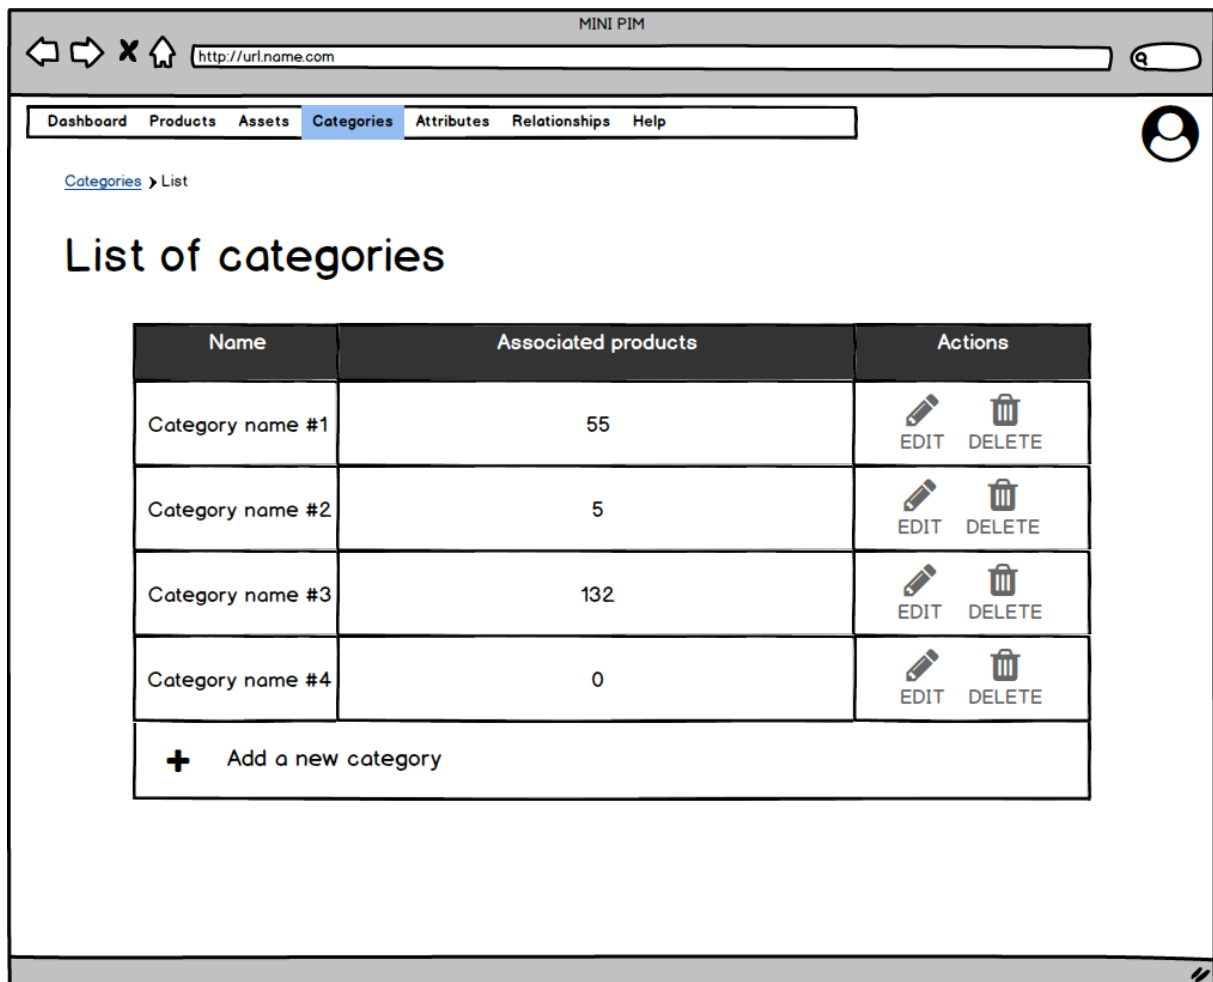 MINI PIM
http://url.name.com
Dashboard Products Assets Categories Attributes Relationships Help
Categories > List
List of categories
Name Associated products Actions
Category name #1 55 EDIT DELETE
Category name #2 5 EDIT DELETE
Category name #3 132 EDIT DELETE
Category name #4 0 EDIT DELETE
+ Add a new category